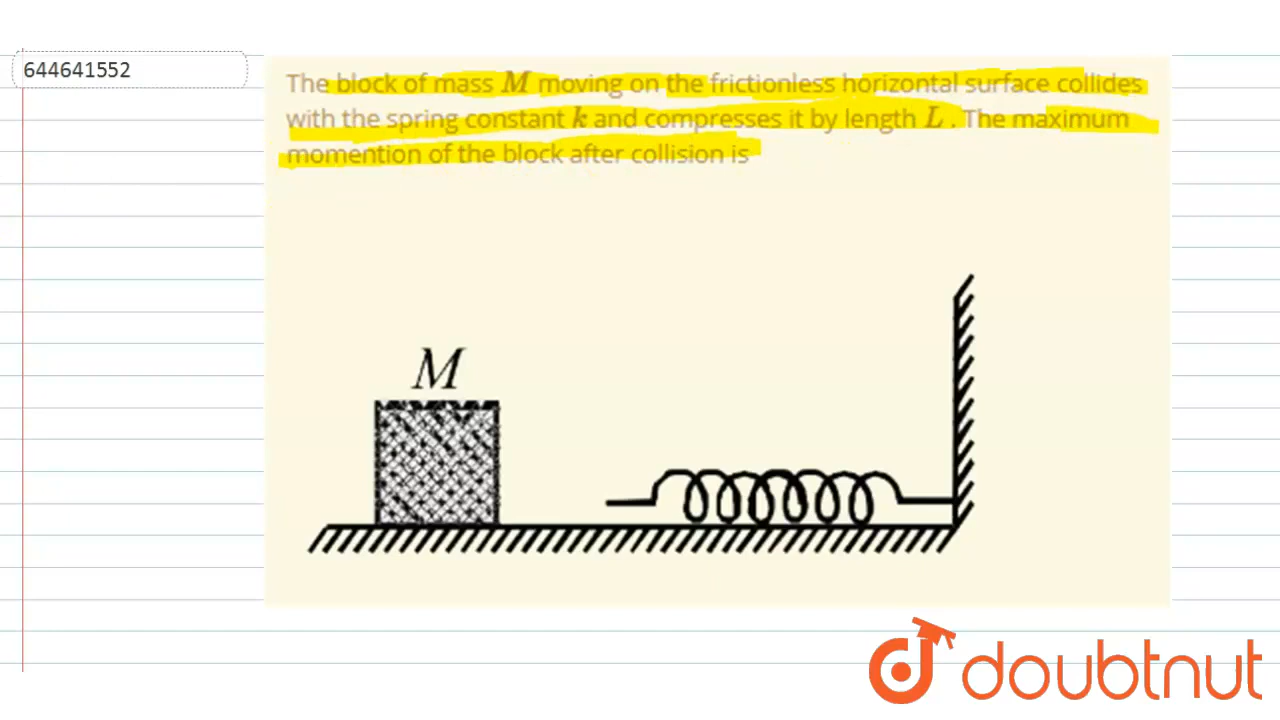 644641552
The block of mass M moving on the frictionless horizontal surface collides
with the spring constant k and compresses it by length L . The maximum
momention of the block after collision is
M
doubtnut